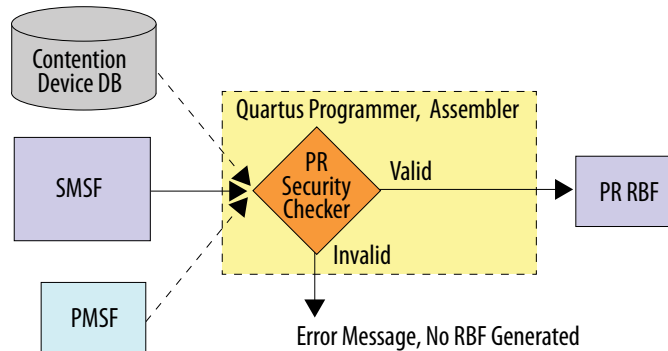 Contention
Device DB
Quartus Programmer, Assembler
SMSF
PR
Security
Checker
Valid
PR RBF
Invalid
PMSF
Error Message, No RBF Generated